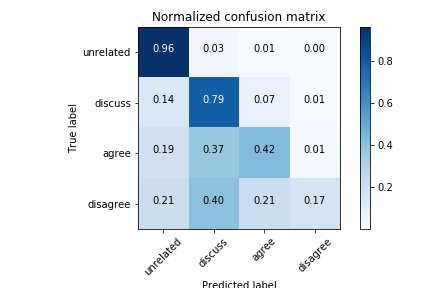 Normalized confusion matrix
unrelated 0.96 0.03 0.01 0.00
discuss 0.14 0.79 0.07 0.01
agree 0.19 0.37 0.42 0.01
disagree 0.21 0.40 0.21 0.17
unrelated discuss agree disagree
True label
Predicted label
0.8
0.6
0.4
0.2